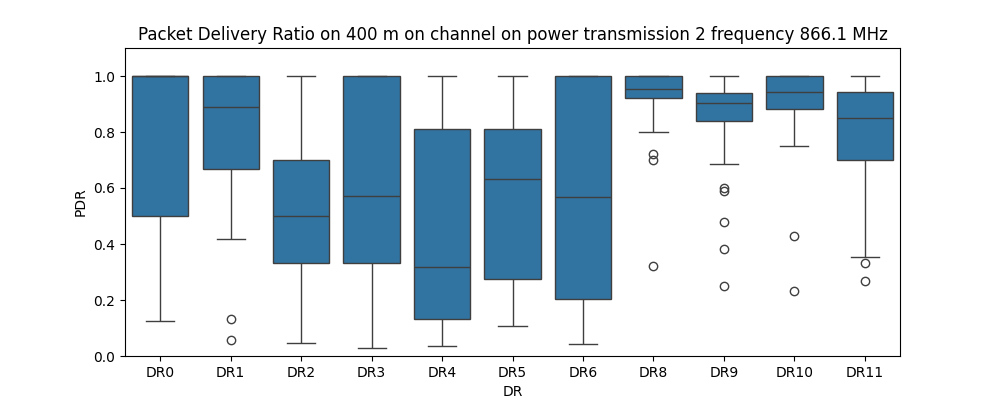 Packet Delivery Ratio on 400 m on channel on power transmission 2 frequency 866.1 MHz
PDR
1.0
0.8
0.6
0.4
0.2
0.0
DR0 DR1 DR2 DR3 DR4 DR5 DR6 DR8 DR9 DR10 DR11
DR